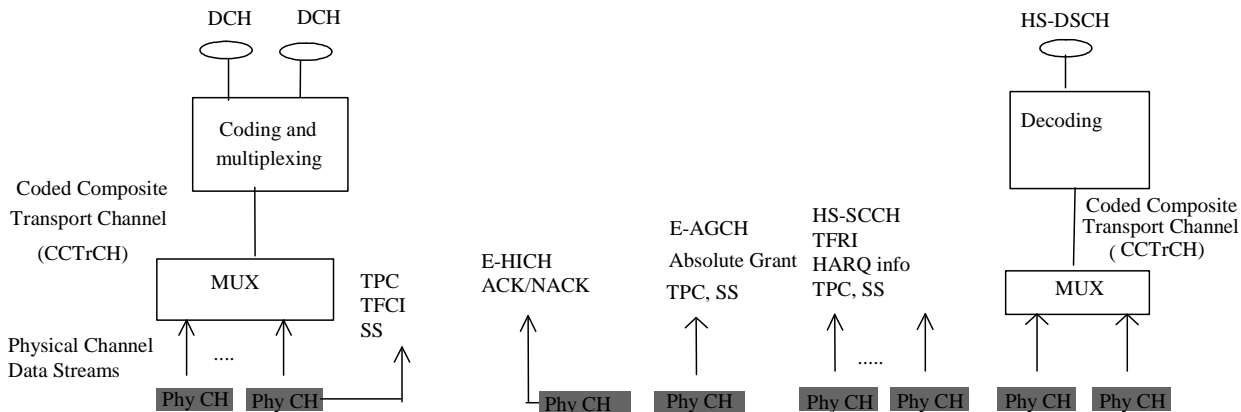 DCH
DCH
HS-DSCH
Coding and
multiplexing
Decoding
Coded Composite
Transport Channel
(CCTrCH)
MUX
TPC
TFCI
SS
E-HICH
ACK/NACK
E-AGCH
Absolute Grant
TPC, SS
HS-SCCH
TFRI
HARQ info
TPC, SS
Coded Composite
Transport Channel
( CCTrCH)
MUX
Physical Channel
Data Streams
....
.....
Phy CH
Phy CH
Phy CH
Phy CH
Phy CH
Phy CH
Phy CH
Phy CH